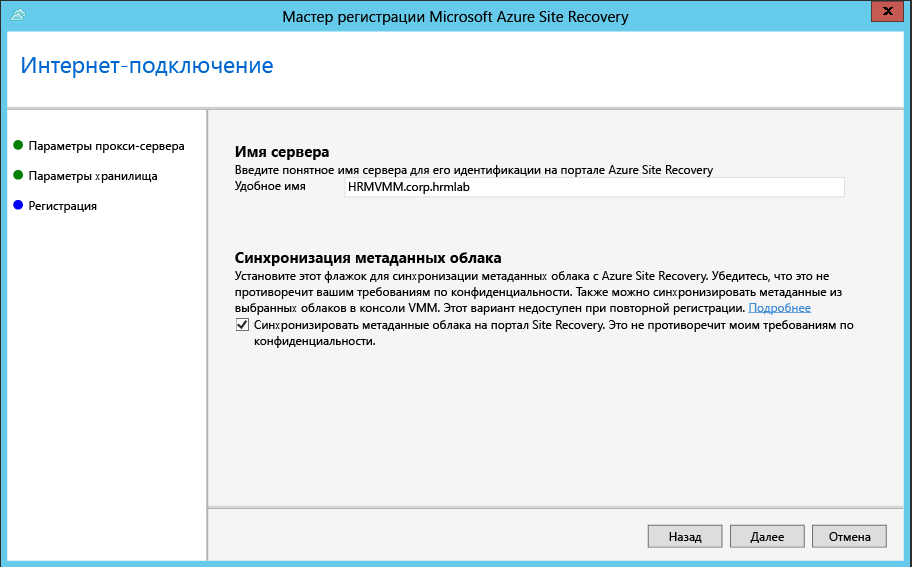 Мастер регистрации Microsoft Azure Site Recovery
Интернет-подключение
Параметры прокси-сервера
Параметры хранилища
Регистрация
Имя сервера
Введите понятное имя сервера для его идентификации на портале Azure Site Recovery
Удобное имя HRMVMM.corp.hrmlab
Синхронизация метаданных облака
Установите этот флажок для синхронизации метаданных облака с Azure Site Recovery. Убедитесь, что это не
противоречит вашим требованиям по конфиденциальности. Также можно синхронизировать метаданные из
выбранных облаков в консоли VMM. Этот вариант недоступен при повторной регистрации. Подробнее
Синхронизировать метаданные облака на портал Site Recovery. Это не противоречит моим требованиям по
конфиденциальности.
Назад Далее Отмена